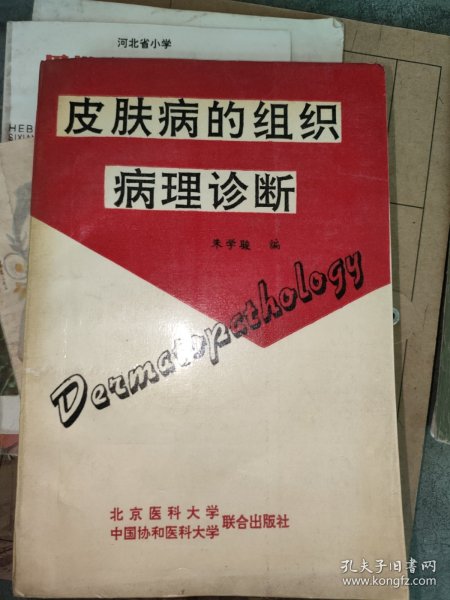 河北省小学
HEB
皮肤病的组织
病理诊断
朱学骏 编
Dermatopathology
北京医科大学
中国协和医科大学
联合出版社
孔夫子旧书网
www.kongfz.com